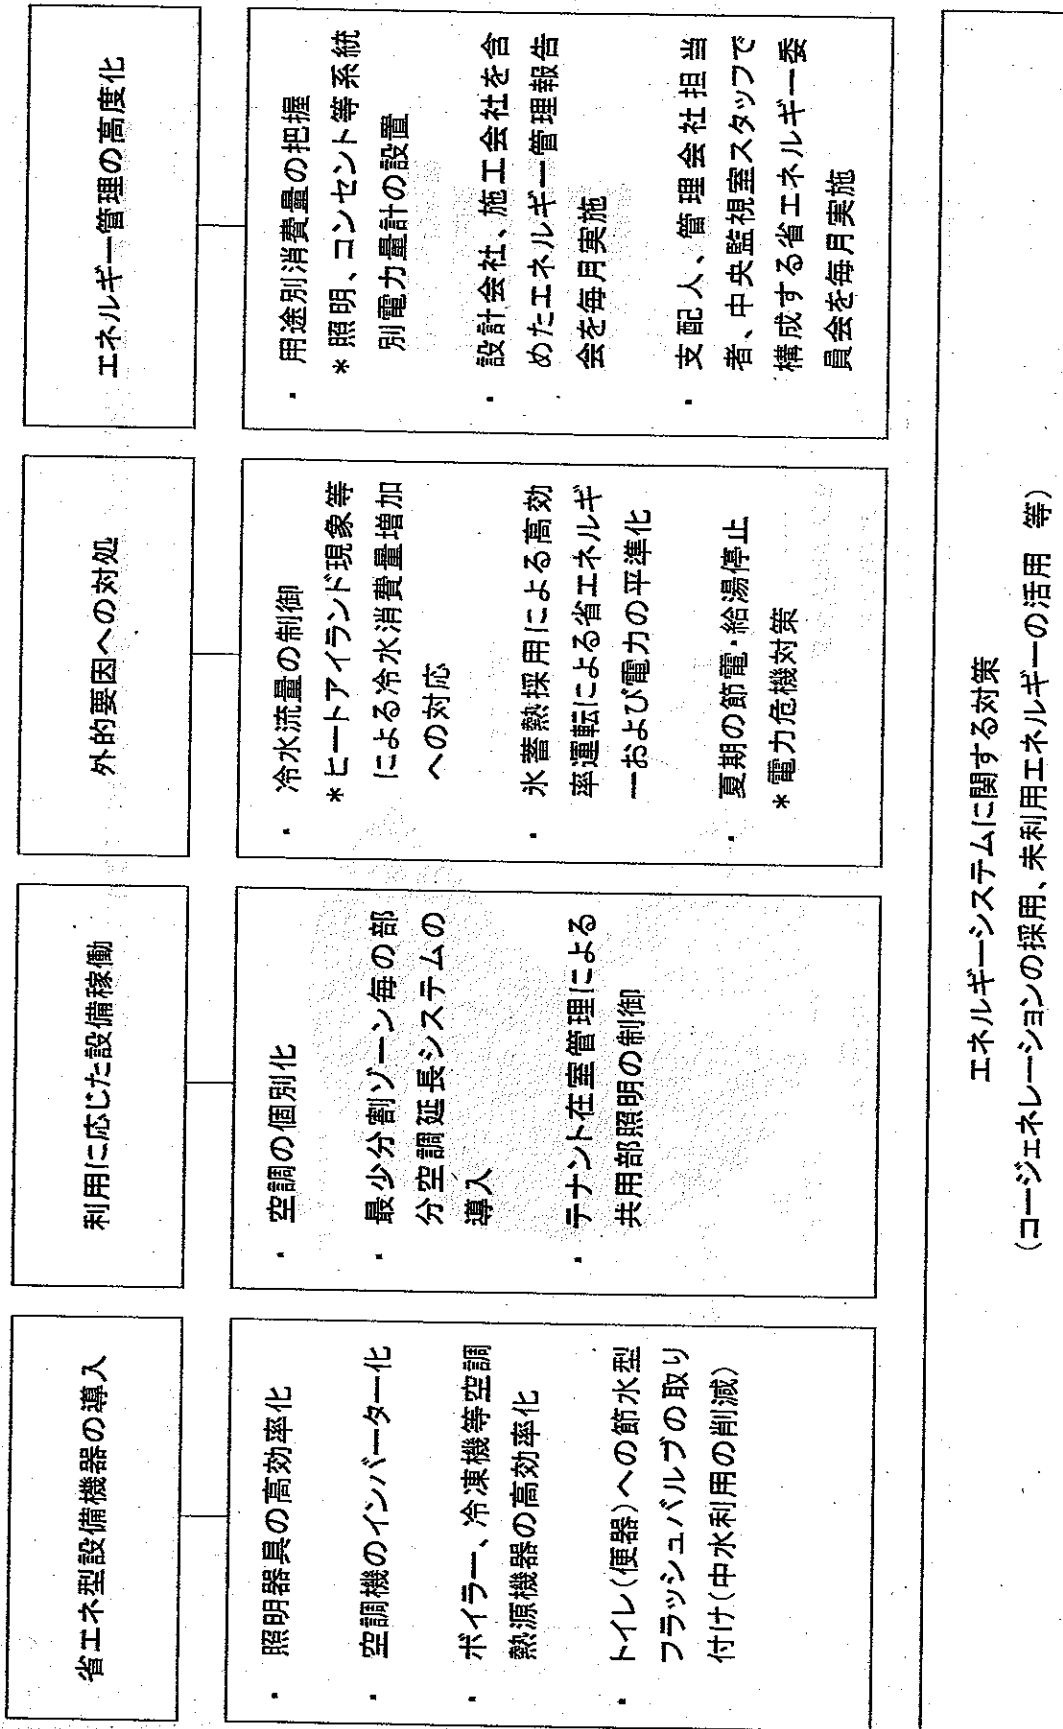 省エネ型設備機器の導入
・ 照明器具の高効率化
・ 空調機のインバーター化
・ ボイラー、冷凍機等空調
熱源機器の高効率化
・ トイレ(便器)への節水型
フラッシュバルブの取り
付け(中水利用の削減)
利用に応じた設備稼働
・ 空調の個別化
・ 最少分割ゾーン毎の部
分空調延長システムの
導入
・ テナント在室管理による
共用部照明の制御
外的要因への対処
・ 冷水流量の制御
*ヒートアイランド現象等
による冷水消費量増加
への対応
・ 氷蓄熱採用による高効
率運転による省エネルギ
ーおよび電力の平準化
・ 夏期の節電・給湯停止
*電力危機対策
エネルギー管理の高度化
・ 用途別消費量の把握
* 照明、コンセント等系統
別電力量計の設置
・ 設計会社、施工会社を含
めたエネルギー管理報告
会を毎月実施
・ 支配人、管理会社担当
者、中央監視室スタッフで
構成する省エネルギー委
員会を毎月実施
エネルギーシステムに関する対策
(コージェネレーションの採用、未利用エネルギーの活用 等)